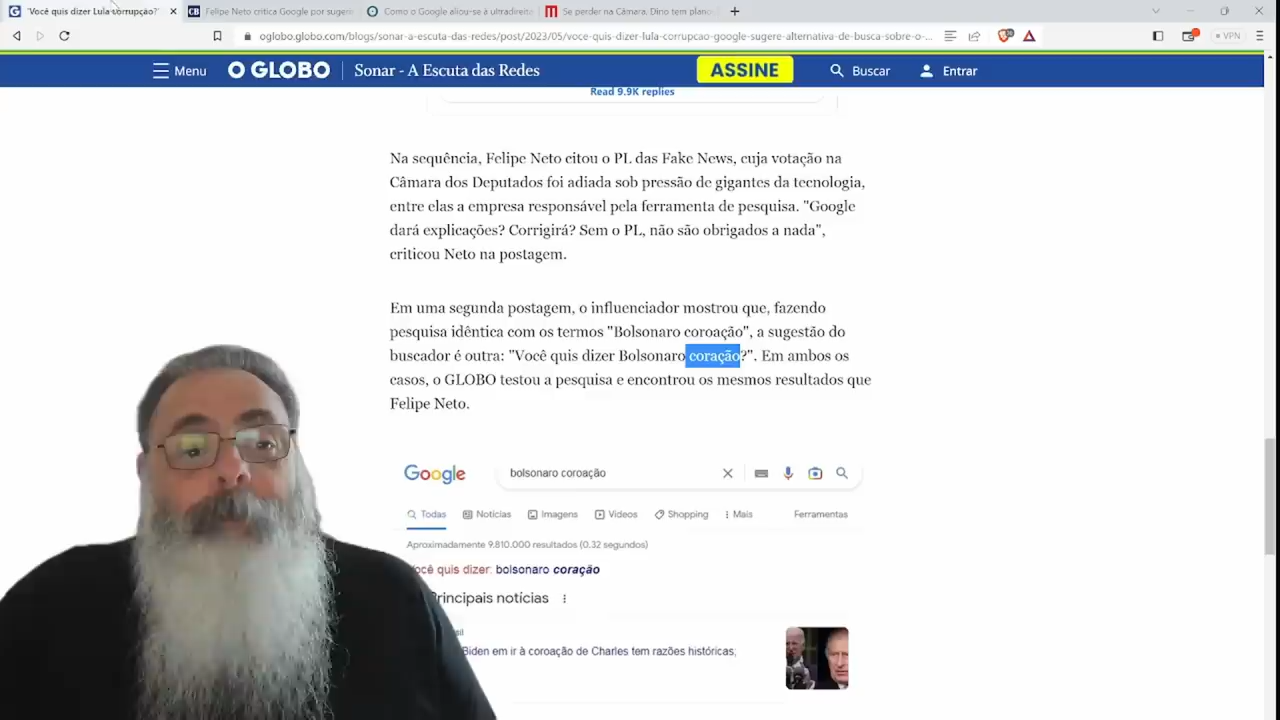 'Você quis dizer Lula corrupção?'
Felipe Neto critica Google por sugeri
Como o Google aliou-se à ultradireita
Se perder na Câmara, Dino tem plano
oglobo.globo.com/blogs/sonar-a-escuta-das-redes/post/2023/05/voce-quis-dizer-lula-corrupcao-google-sugere-alternativa-de-busca-sobre-o-...
VPN
Menu
O GLOBO
Sonar - A Escuta das Redes
ASSINE
Buscar
Entrar
Read 9.9K replies
Na sequência, Felipe Neto citou o PL das Fake News, cuja votação na
Câmara dos Deputados foi adiada sob pressão de gigantes da tecnologia,
entre elas a empresa responsável pela ferramenta de pesquisa. "Google
dará explicações? Corrigirá? Sem o PL, não são obrigados a nada",
criticou Neto na postagem.
Em uma segunda postagem, o influenciador mostrou que, fazendo
pesquisa idêntica com os termos "Bolsonaro coroação", a sugestão do
buscador é outra: "Você quis dizer Bolsonaro coração?". Em ambos os
casos, o GLOBO testou a pesquisa e encontrou os mesmos resultados que
Felipe Neto.
Google
bolsonaro coroação
Todas
Notícias
Imagens
Vídeos
Shopping
Mais
Ferramentas
Aproximadamente 9.810.000 resultados (0,32 segundos)
ocê quis dizer: bolsonaro coração
rincipais notícias
Biden em ir à coroação de Charles tem razões históricas;